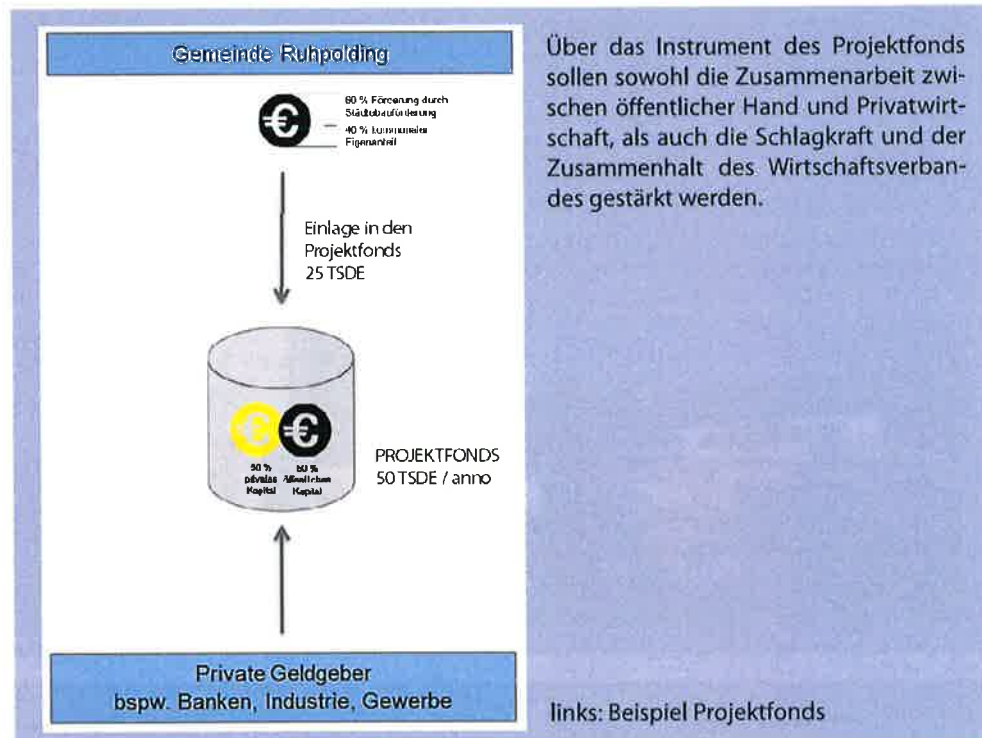 Gemeinde Ruhpolding
60 % Förderung durch
Städtebauförderung
40 % kommunaler
Eigenanteil
Einlage in den
Projektfonds
25 TSDE
50 %
privates
Kapital
50 %
öffentliches
Kapital
PROJEKTFONDS
50 TSDE / anno
Private Geldgeber
bspw. Banken, Industrie, Gewerbe
Über das Instrument des Projektfonds
sollen sowohl die Zusammenarbeit zwi-
schen öffentlicher Hand und Privatwirt-
schaft, als auch die Schlagkraft und der
Zusammenhalt des Wirtschaftsverban-
des gestärkt werden.
links: Beispiel Projektfonds